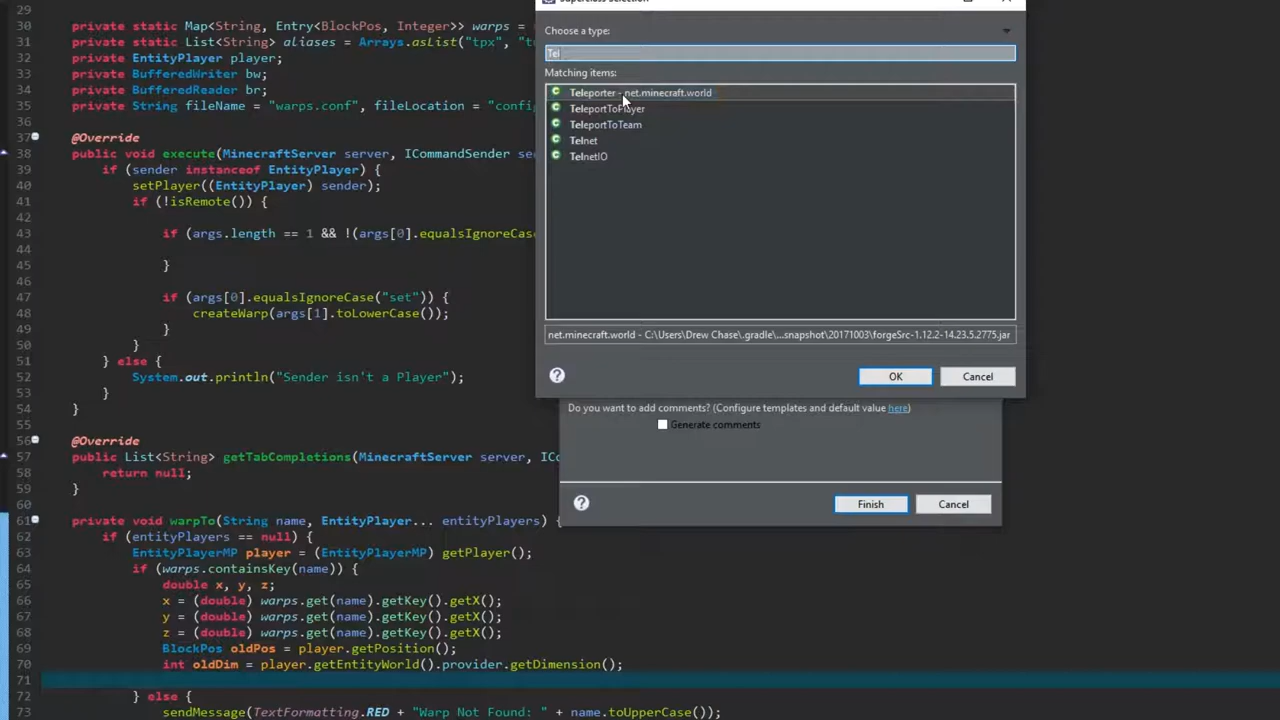 Superclass Selection
Choose a type:
Tel
Matching items:
Teleporter - net.minecraft.world
TeleportToPlayer
TeleportToTeam
Telnet
TelnetIO
net.minecraft.world - C:\Users\Drew Chase\.gradle\...snapshot\20171003\forgeSrc-1.12.2-14.23.5.2775.jar
OK
Cancel
Do you want to add comments? (Configure templates and default value here)
Generate comments
Finish
Cancel
29
30 private static Map<String, Entry<BlockPos, Integer>> warps =
31 private static List<String> aliases = Arrays.asList("tpx",
32 private EntityPlayer player;
33 private BufferedWriter bw;
34 private BufferedReader br;
35 private String fileName = "warps.conf", fileLocation =
36
37 @Override
38 public void execute(MinecraftServer server, ICommandSender
39 if (sender instanceof EntityPlayer) {
40 setPlayer((EntityPlayer) sender);
41 if (!isRemote()) {
42
43 if (args.length == 1 && !(args[0].equalsIgnoreCase
44
45 }
46
47 if (args[0].equalsIgnoreCase("set")) {
48 createWarp(args[1].toLowerCase());
49 }
50 }
51 } else {
52 System.out.println("Sender isn't a Player");
53 }
54 }
55
56 @Override
57 public List<String> getTabCompletions(MinecraftServer server,
58 return null;
59 }
60
61 private void warpTo(String name, EntityPlayer... entityPlayers) {
62 if (entityPlayers == null) {
63 EntityPlayerMP player = (EntityPlayerMP) getPlayer();
64 if (warps.containsKey(name)) {
65 double x, y, z;
66 x = (double) warps.get(name).getKey().getX();
67 y = (double) warps.get(name).getKey().getX();
68 z = (double) warps.get(name).getKey().getX();
69 BlockPos oldPos = player.getPosition();
70 int oldDim = player.getEntityWorld().provider.getDimension();
71
72 } else {
73 sendMessage(TextFormatting.RED + "Warp Not Found: " + name.toUpperCase());